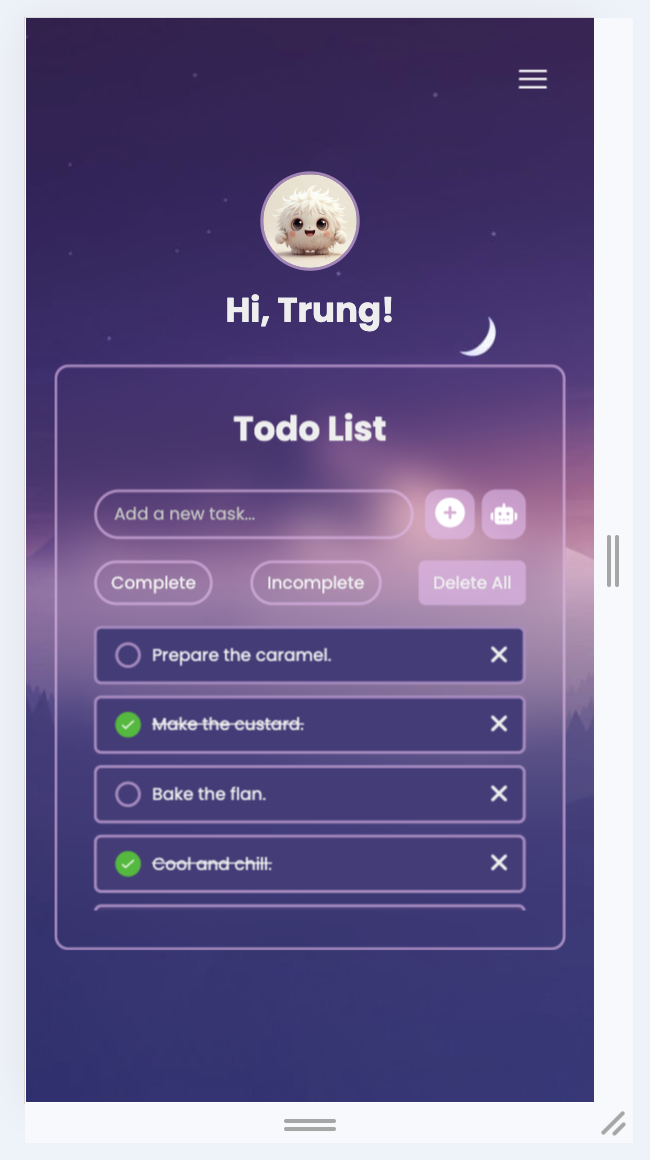 Hi, Trung!
Todo List
Add a new task...
Complete Incomplete Delete All
Prepare the caramel.
Make the custard.
Bake the flan.
Cool and chill.